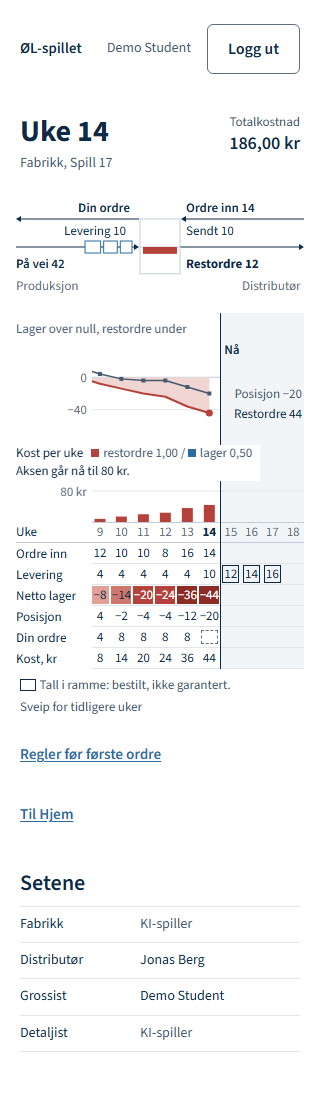 ØL-spillet Demo Student Logg ut
Uke 14
Fabrikk, Spill 17
Totalkostnad
186,00 kr
Din ordre Ordre inn 14
Levering 10 Sendt 10
På vei 42 Restordre 12
Produksjon Distributør
Lager over null, restordre under
Nå
0
−40
Posisjon −20
Restordre 44
Kost per uke restordre 1,00 / lager 0,50
Aksen går nå til 80 kr.
80 kr
Uke 9 10 11 12 13 14 15 16 17 18
Ordre inn 12 10 10 8 16 14
Levering 4 4 4 4 4 10 12 14 16
Netto lager −8 −14 −20 −24 −36 −44
Posisjon 4 −2 −4 −4 −12 −20
Din ordre 4 8 8 8 8
Kost, kr 8 14 20 24 36 44
Tall i ramme: bestilt, ikke garantert.
Sveip for tidligere uker
Regler før første ordre
Til Hjem
Setene
Fabrikk KI-spiller
Distributør Jonas Berg
Grossist Demo Student
Detaljist KI-spiller